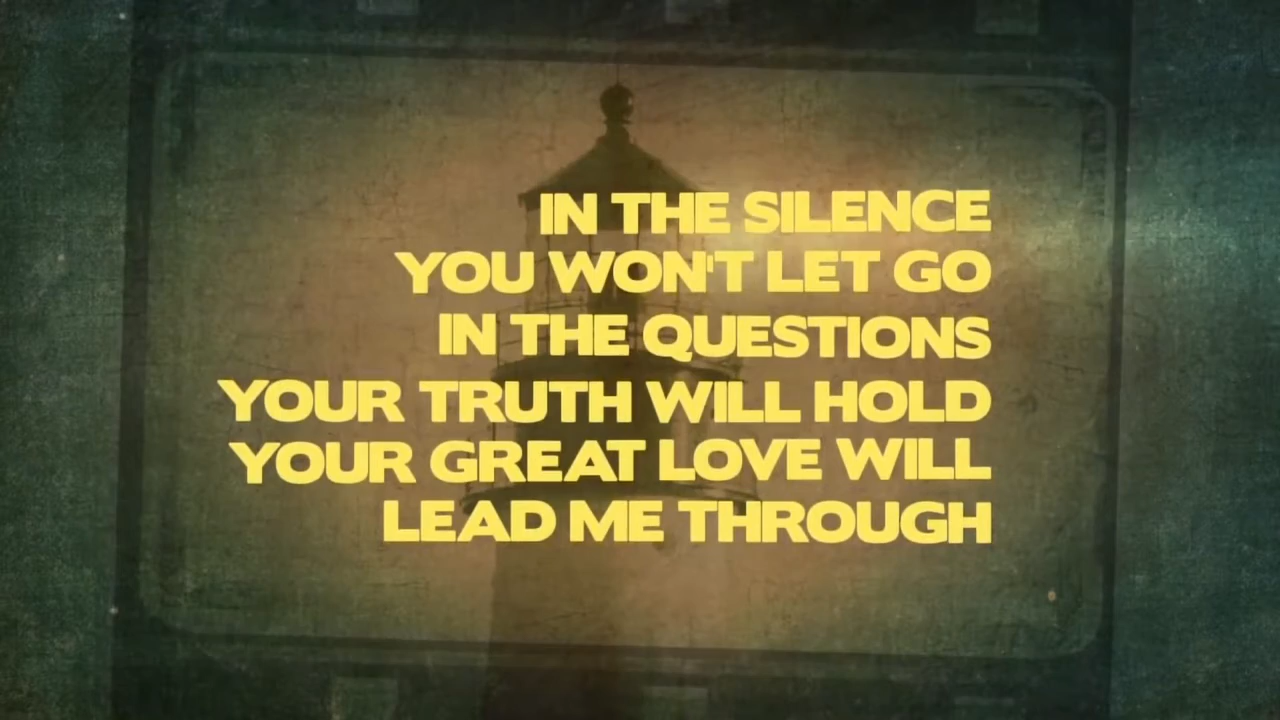 IN THE SILENCE
YOU WON'T LET GO
IN THE QUESTIONS
YOUR TRUTH WILL HOLD
YOUR GREAT LOVE WILL
LEAD ME THROUGH